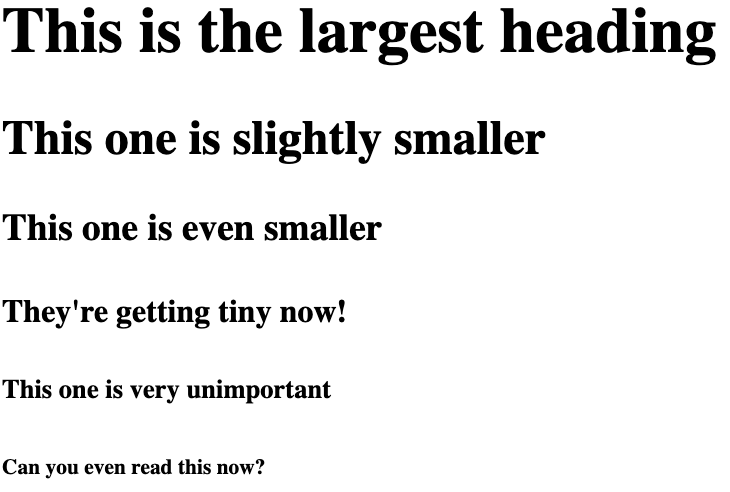 This is the largest heading
This one is slightly smaller
This one is even smaller
They're getting tiny now!
This one is very unimportant
Can you even read this now?